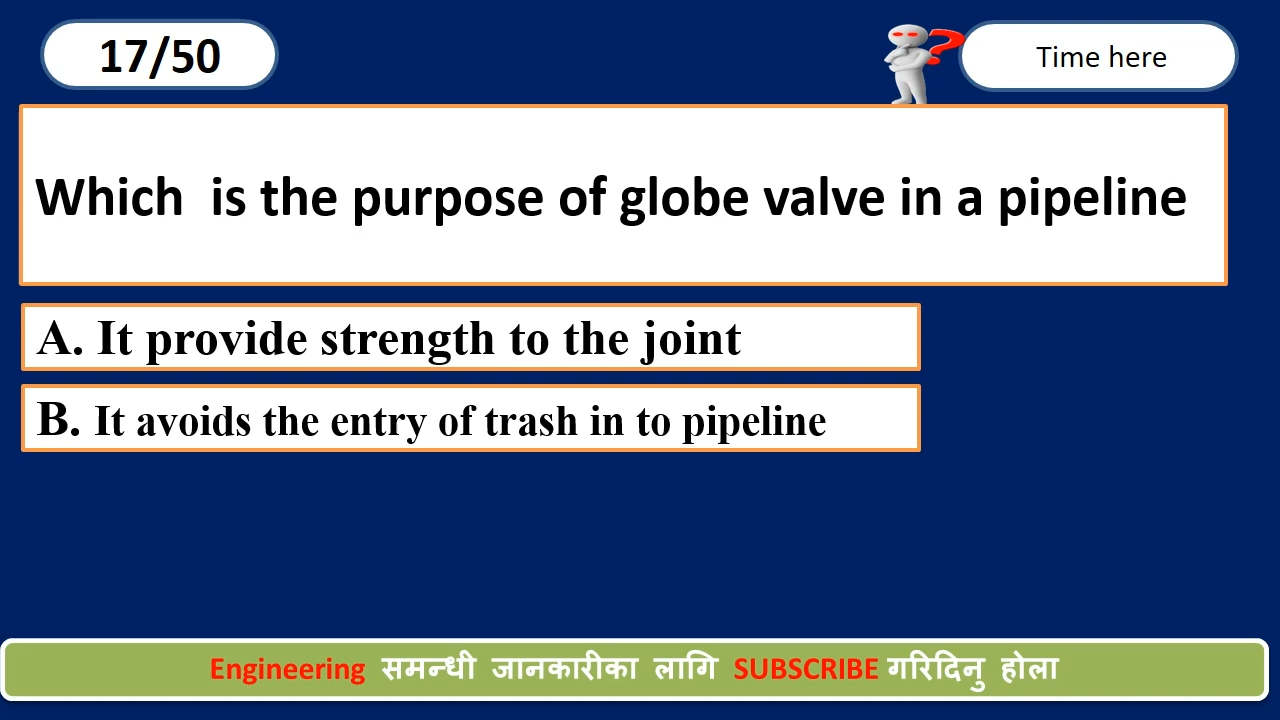 17/50
Time here
Which is the purpose of globe valve in a pipeline
A. It provide strength to the joint
B. It avoids the entry of trash in to pipeline
Engineering समन्धी जानकारीका लागि SUBSCRIBE गरिदिनु होला